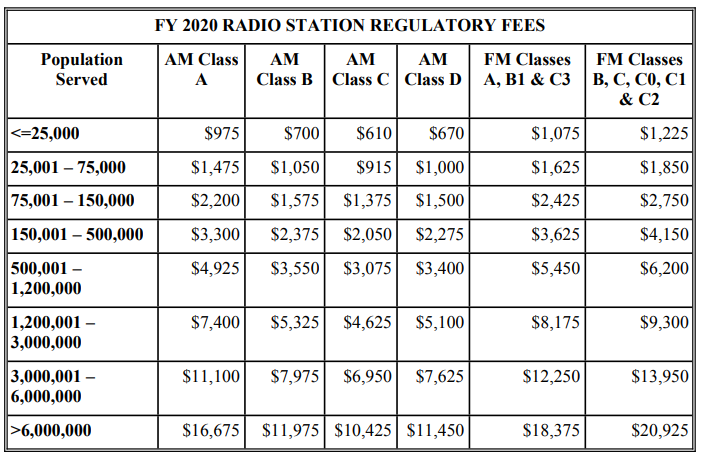 FY 2020 RADIO STATION REGULATORY FEES
Population Served AM Class A AM Class B AM Class C AM Class D FM Classes A, B1 & C3 FM Classes B, C, C0, C1 & C2
<=25,000 $975 $700 $610 $670 $1,075 $1,225
25,001 – 75,000 $1,475 $1,050 $915 $1,000 $1,625 $1,850
75,001 – 150,000 $2,200 $1,575 $1,375 $1,500 $2,425 $2,750
150,001 – 500,000 $3,300 $2,375 $2,050 $2,275 $3,625 $4,150
500,001 – 1,200,000 $4,925 $3,550 $3,075 $3,400 $5,450 $6,200
1,200,001 – 3,000,000 $7,400 $5,325 $4,625 $5,100 $8,175 $9,300
3,000,001 – 6,000,000 $11,100 $7,975 $6,950 $7,625 $12,250 $13,950
>6,000,000 $16,675 $11,975 $10,425 $11,450 $18,375 $20,925